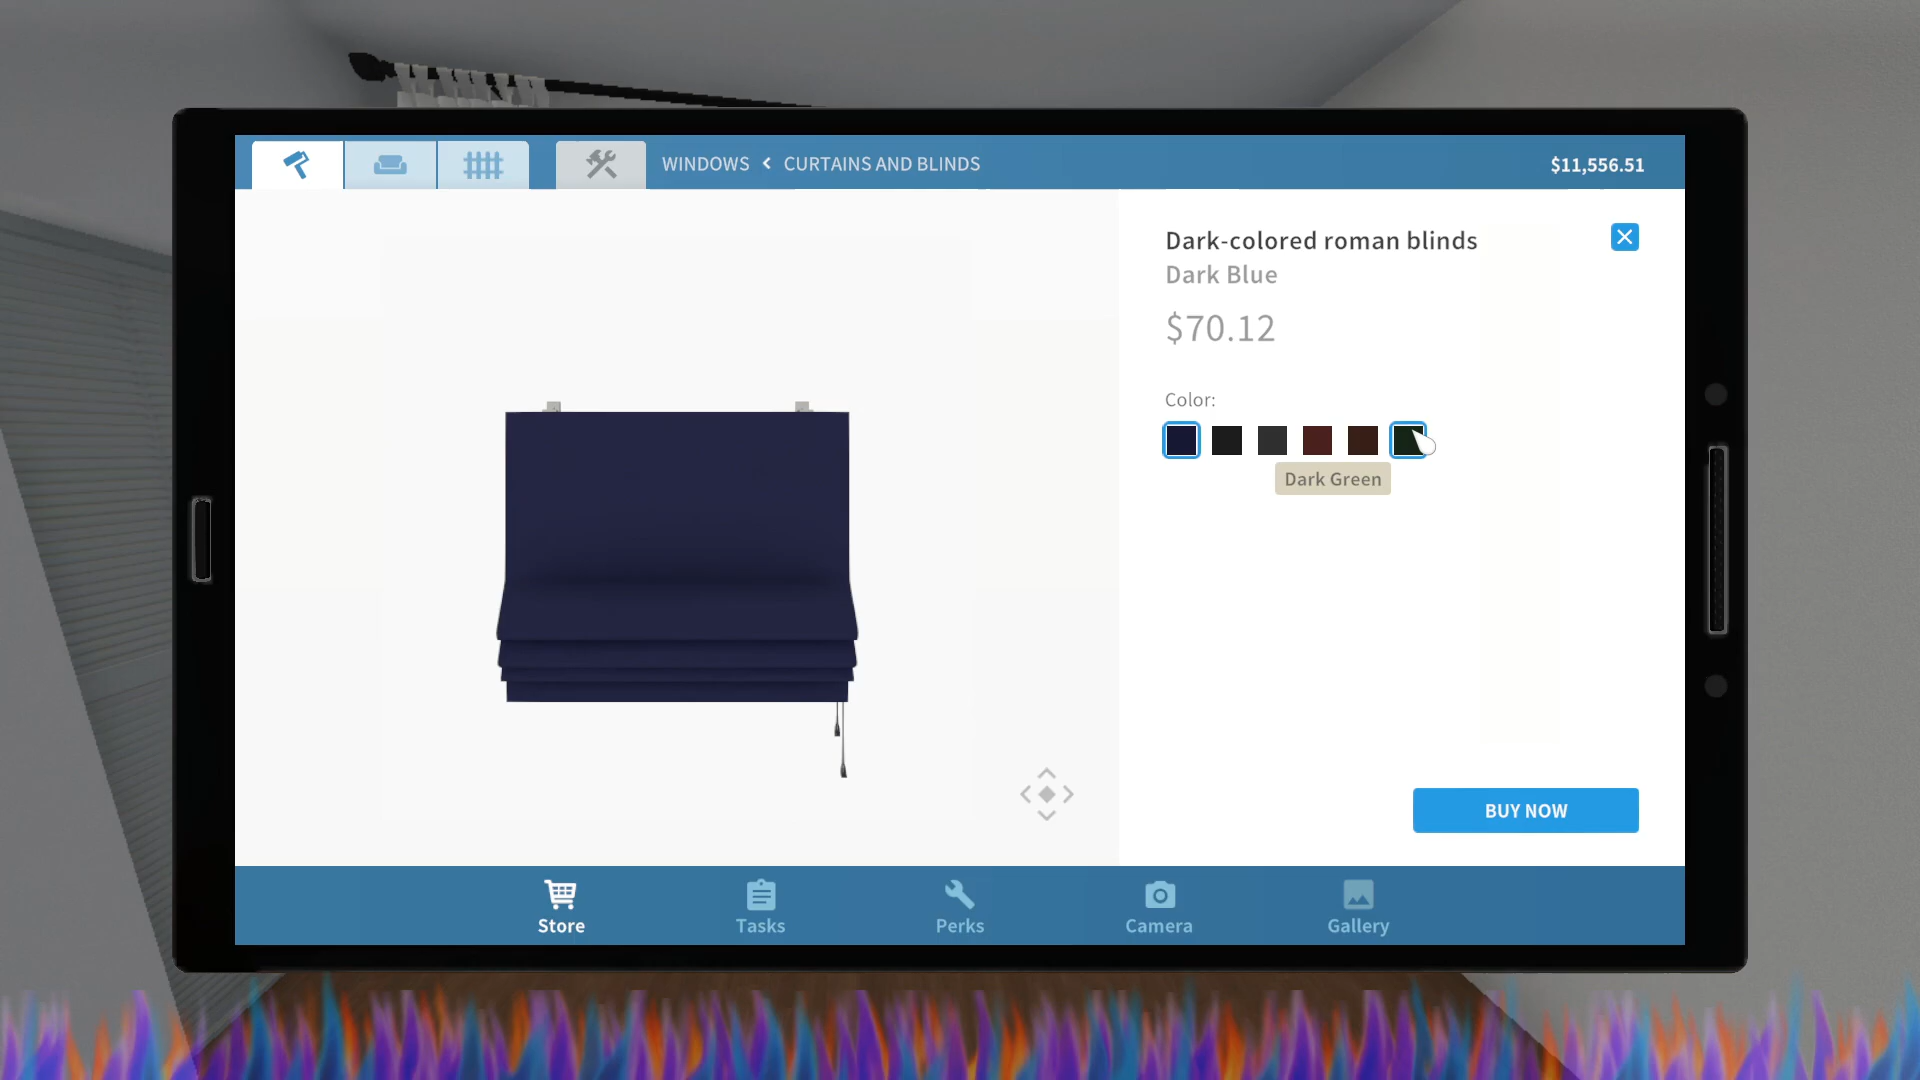 WINDOWS < CURTAINS AND BLINDS
$11,556.51
Dark-colored roman blinds
Dark Blue
$70.12
Color:
Dark Green
BUY NOW
Store
Tasks
Perks
Camera
Gallery